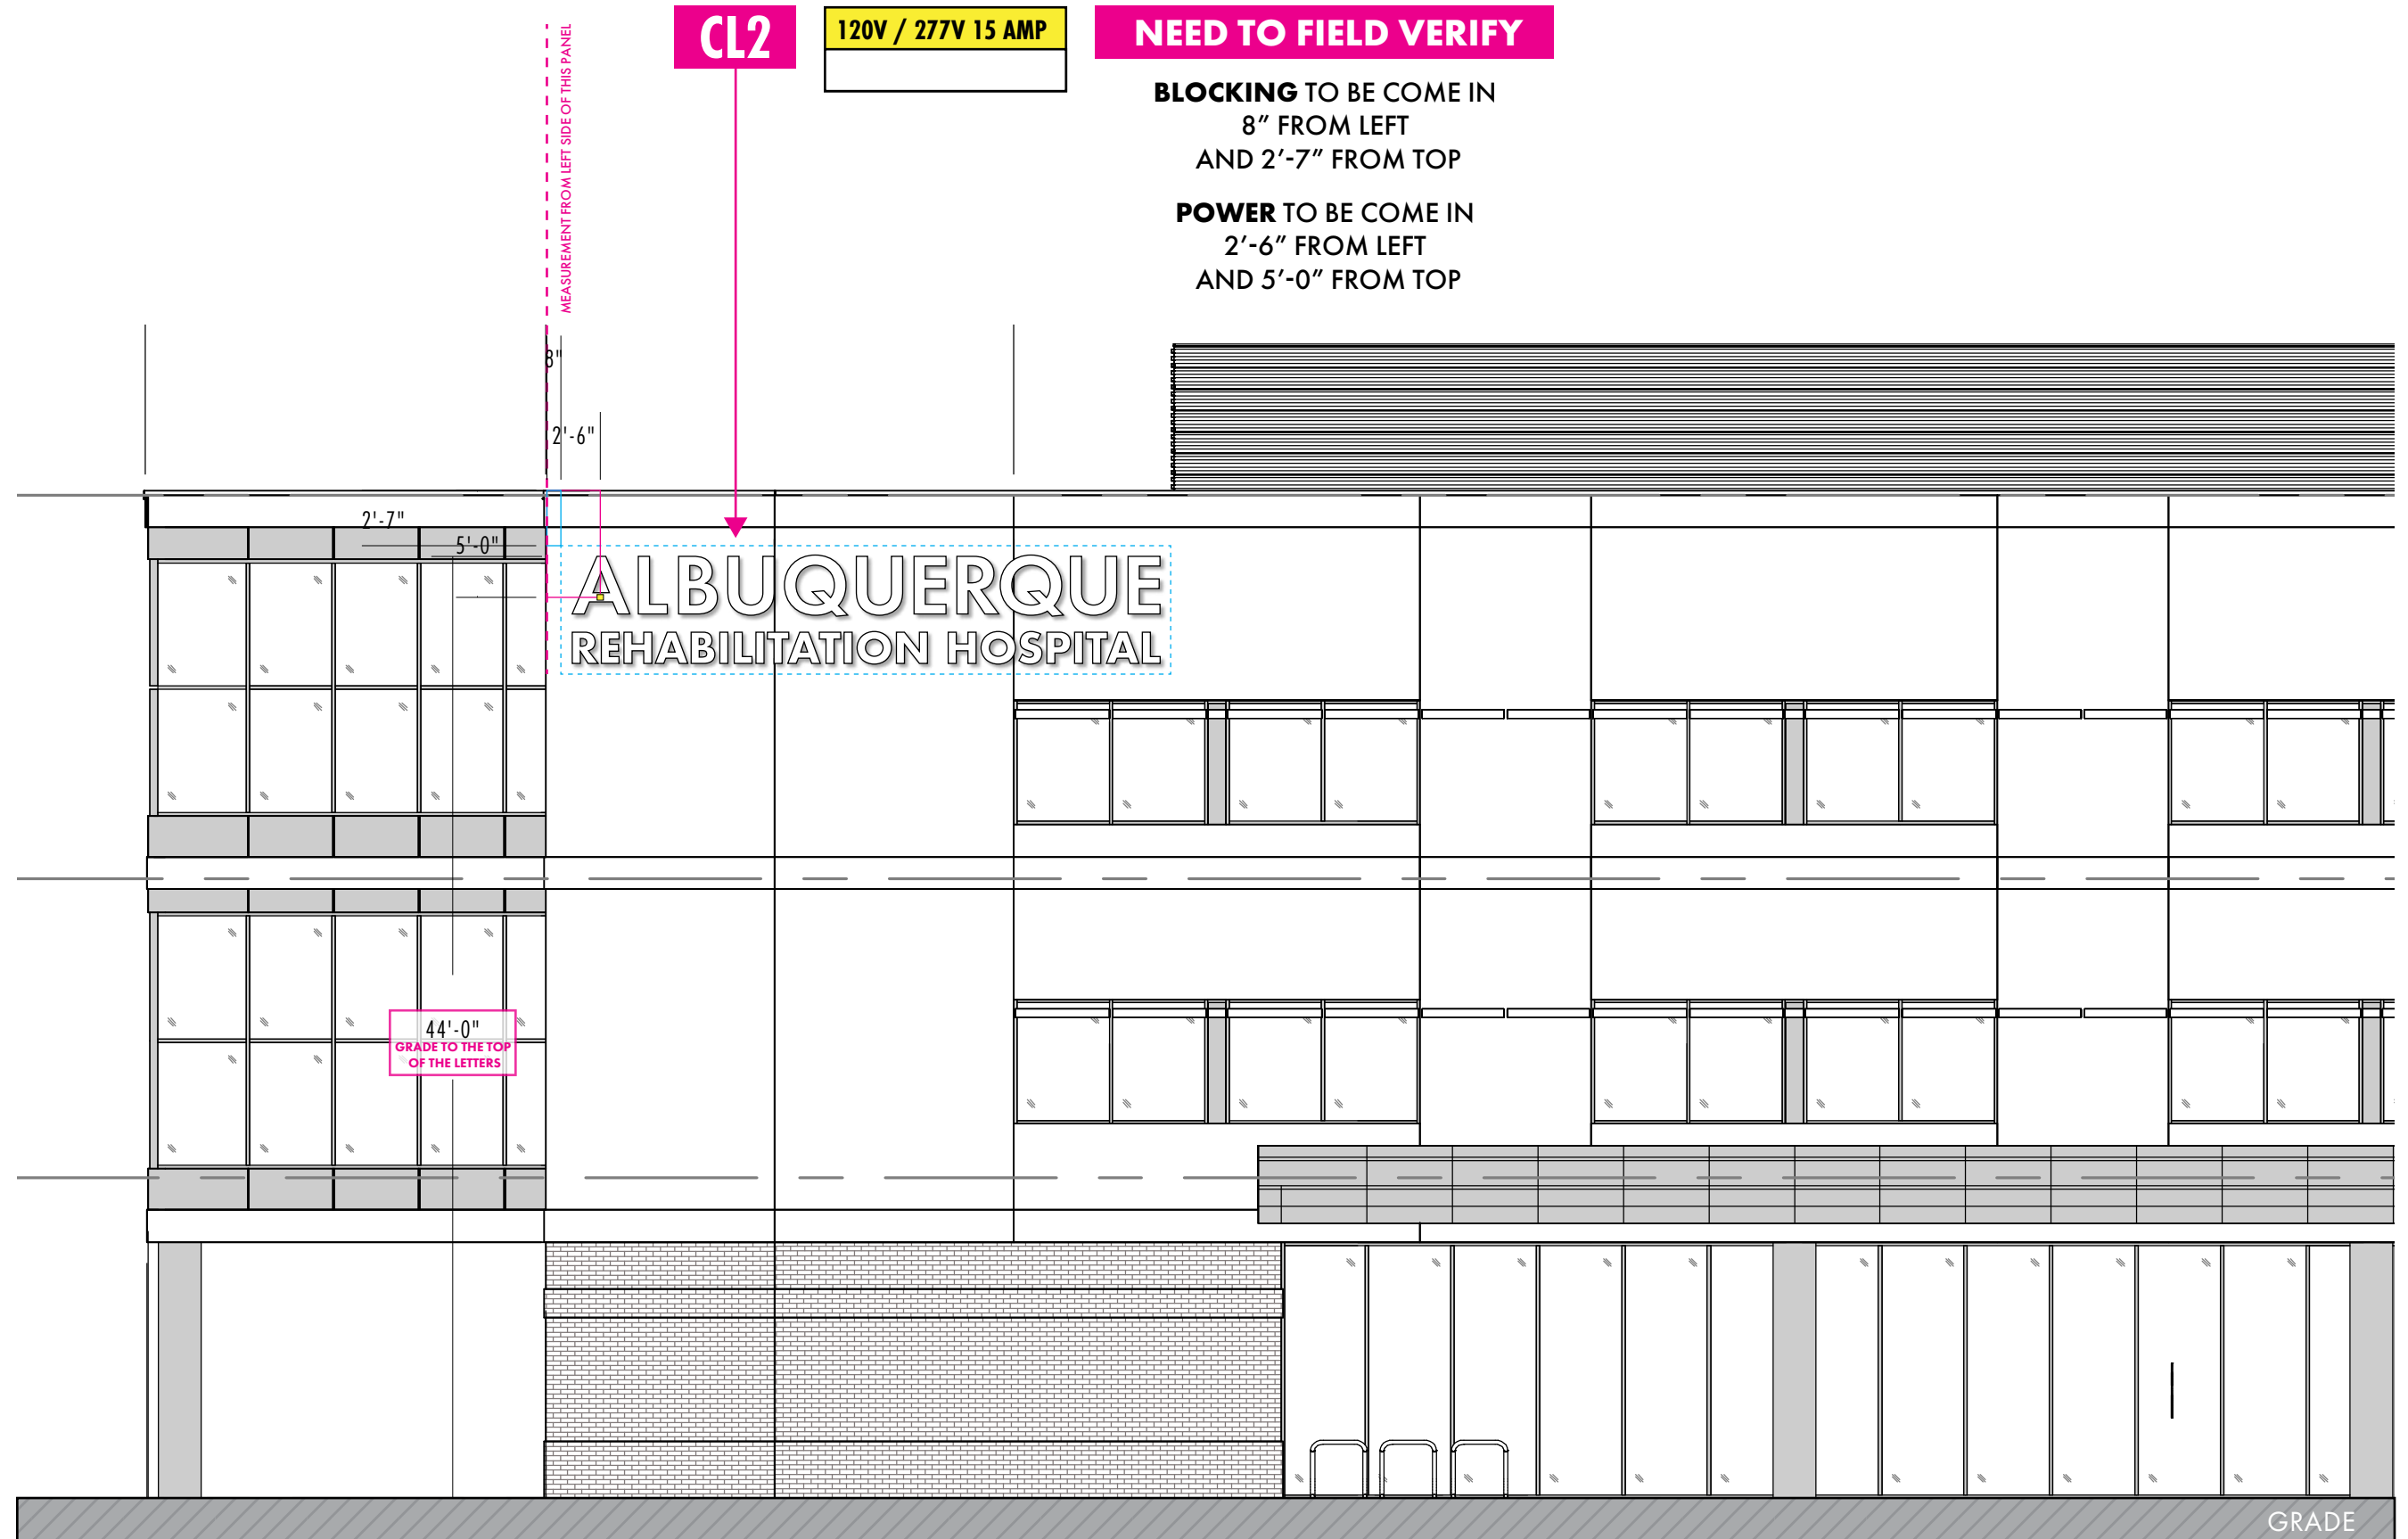 CL2
120V / 277V 15 AMP
NEED TO FIELD VERIFY
MEASUREMENT FROM LEFT SIDE OF THIS PANEL
BLOCKING TO BE COME IN
8” FROM LEFT
AND 2’-7” FROM TOP
POWER TO BE COME IN
2’-6” FROM LEFT
AND 5’-0” FROM TOP
8"
2'-6"
2'-7"
5'-0"
ALBUQUERQUE
REHABILITATION HOSPITAL
44'-0"
GRADE TO THE TOP
OF THE LETTERS
GRADE